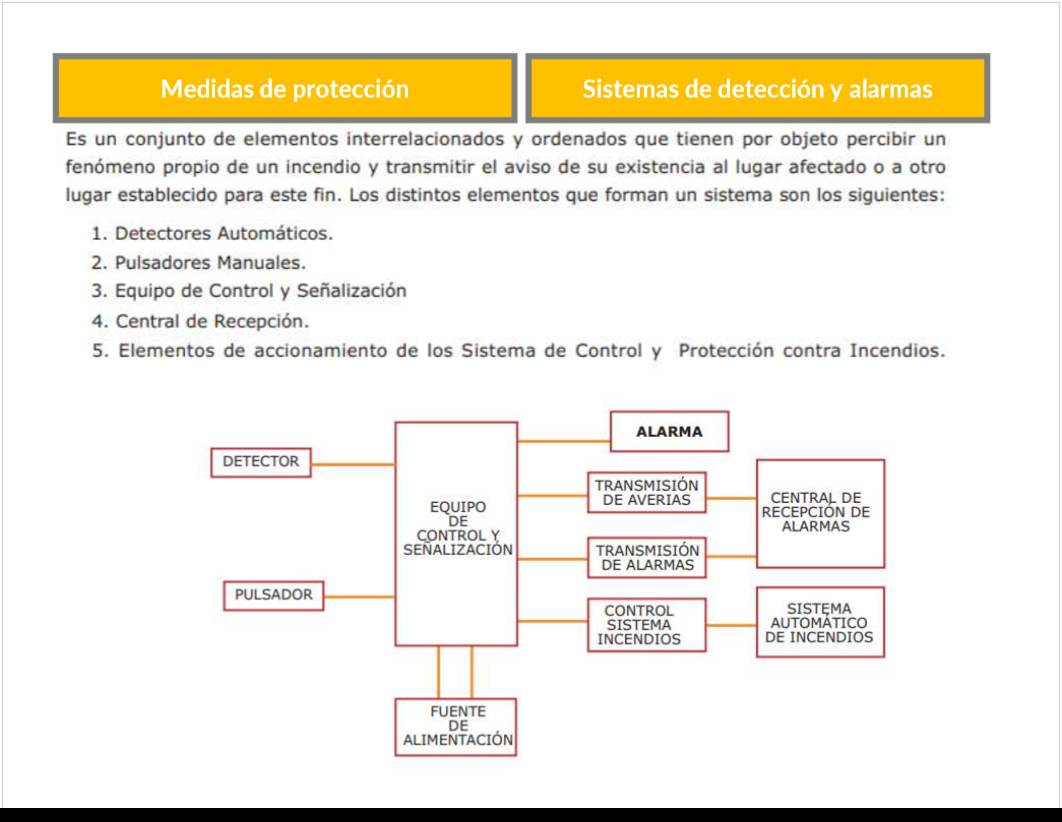 Medidas de protección
Sistemas de detección y alarmas
Es un conjunto de elementos interrelacionados y ordenados que tienen por objeto percibir un
fenómeno propio de un incendio y transmitir el aviso de su existencia al lugar afectado o a otro
lugar establecido para este fin. Los distintos elementos que forman un sistema son los siguientes:
1. Detectores Automáticos.
2. Pulsadores Manuales.
3. Equipo de Control y Señalización
4. Central de Recepción.
5. Elementos de accionamiento de los Sistema de Control y Protección contra Incendios.
DETECTOR
PULSADOR
EQUIPO
DE
CONTROL Y
SEÑALIZACIÓN
FUENTE
DE
ALIMENTACIÓN
ALARMA
TRANSMISIÓN
DE AVERIAS
TRANSMISIÓN
DE ALARMAS
CONTROL
SISTEMA
INCENDIOS
CENTRAL DE
RECEPCIÓN DE
ALARMAS
SISTEMA
AUTOMÁTICO
DE INCENDIOS